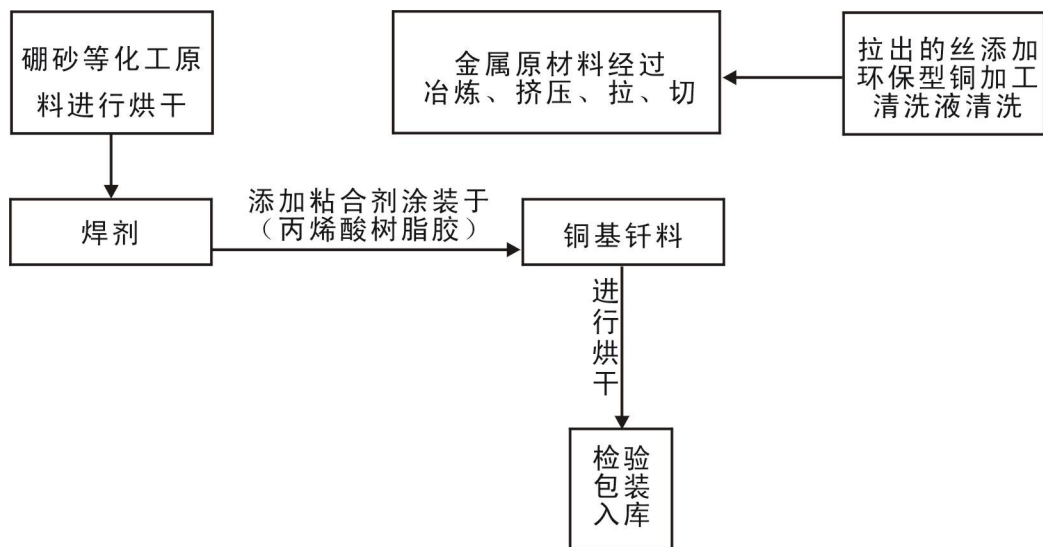 硼砂等化工原
料进行烘干
金属原材料经过
冶炼、挤压、拉、切
拉出的丝添加
环保型铜加工
清洗液清洗
焊剂
添加粘合剂涂装于
（丙烯酸树脂胶）
铜基钎料
进行烘干
检验
包装
入库